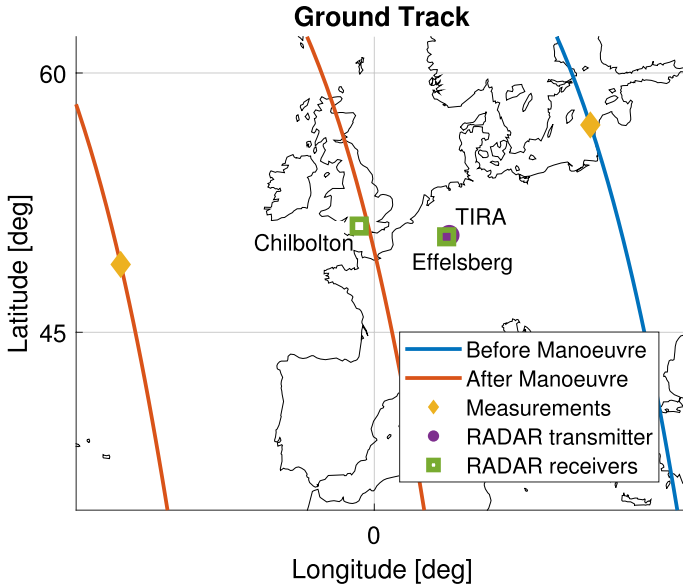 Ground Track
60
45
Latitude [deg]
TIRA
Chilbolton
Effelsberg
Before Manoeuvre
After Manoeuvre
Measurements
RADAR transmitter
RADAR receivers
0
Longitude [deg]